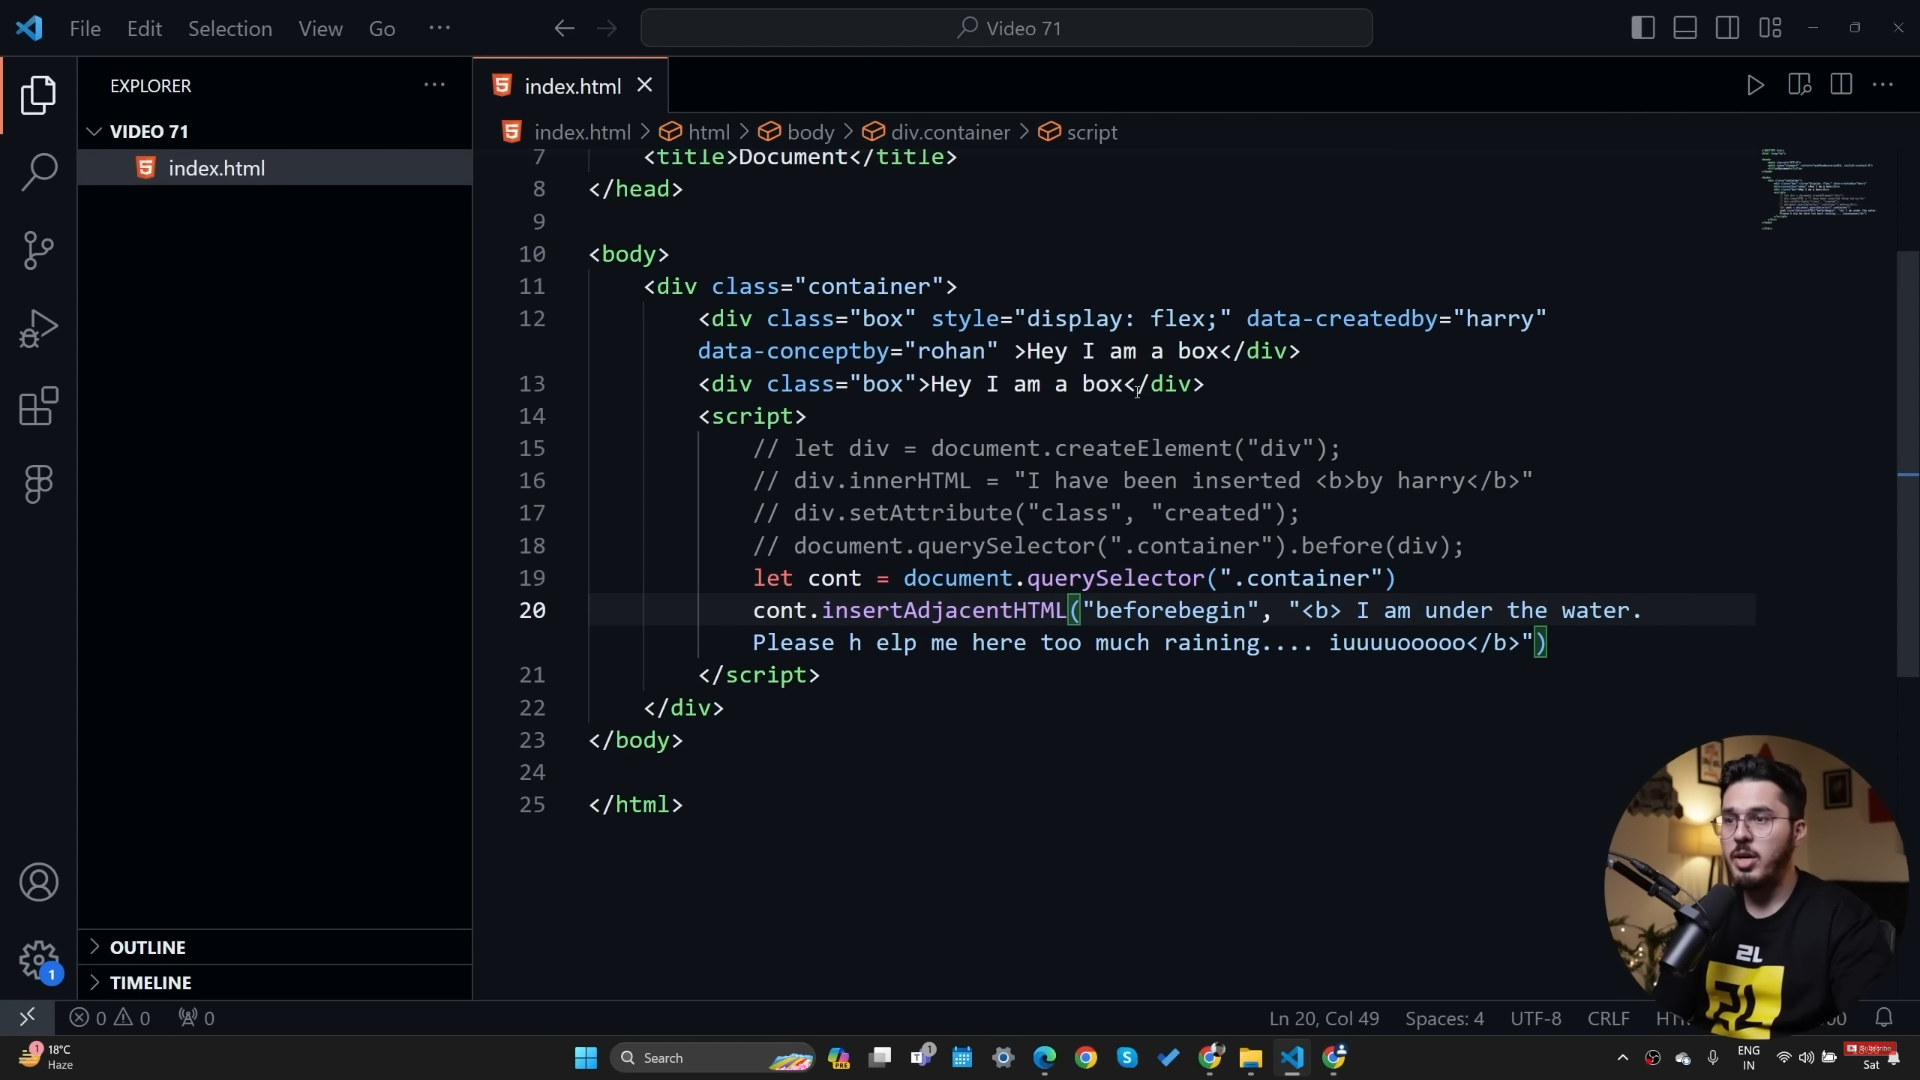 File Edit Selection View Go ··· Video 71
EXPLORER ···
VIDEO 71
index.html
index.html
index.html > html > body > div.container > script
7 <title>Document</title>
8 </head>
9
10 <body>
11 <div class="container">
12 <div class="box" style="display: flex;" data-createdby="harry"
data-conceptby="rohan" >Hey I am a box</div>
13 <div class="box">Hey I am a box</div>
14 <script>
15 // let div = document.createElement("div");
16 // div.innerHTML = "I have been inserted <b>by harry</b>"
17 // div.setAttribute("class", "created");
18 // document.querySelector(".container").before(div);
19 let cont = document.querySelector(".container")
20 cont.insertAdjacentHTML("beforebegin", "<b> I am under the water.
Please h elp me here too much raining.... iuuuuooooo</b>")
21 </script>
22 </div>
23 </body>
24
25 </html>
OUTLINE
TIMELINE
1
0 0 0
Ln 20, Col 49 Spaces: 4 UTF-8 CRLF
1 18°C
Haze
Search
PRE
1
ENG
IN
Subscribe
Sat